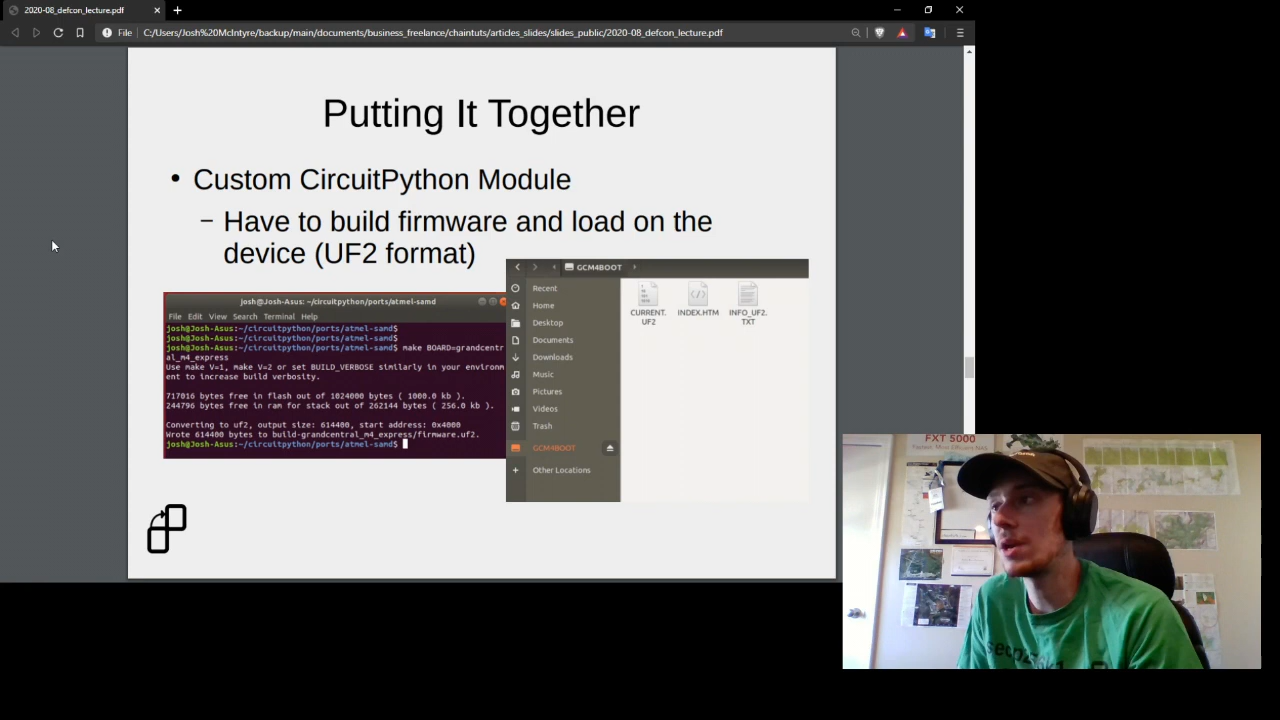 2020-08_defcon_lecture.pdf
File
C:/Users/Josh%20McIntyre/backup/main/documents/business_freelance/chaintuts/articles_slides/slides_public/2020-08_defcon_lecture.pdf
Putting It Together
• Custom CircuitPython Module
– Have to build firmware and load on the
device (UF2 format)
josh@Josh-Asus: ~/circuitpython/ports/atmel-samd
File Edit View Search Terminal Help
josh@Josh-Asus:~/circuitpython/ports/atmel-samd$
josh@Josh-Asus:~/circuitpython/ports/atmel-samd$
josh@Josh-Asus:~/circuitpython/ports/atmel-samd$ make BOARD=grandcentr
al_m4_express
Use make V=1, make V=2 or set BUILD_VERBOSE similarly in your environm
ent to increase build verbosity.
717016 bytes free in flash out of 1024000 bytes ( 1000.0 kb ).
244796 bytes free in ram for stack out of 262144 bytes ( 256.0 kb ).
Converting to uf2, output size: 614400, start address: 0x4000
Wrote 614400 bytes to build-grandcentral_m4_express/firmware.uf2.
josh@Josh-Asus:~/circuitpython/ports/atmel-samd$
GCM4BOOT
Recent
Home
Desktop
Documents
Downloads
Music
Pictures
Videos
Trash
GCM4BOOT
Other Locations
CURRENT.
UF2
INDEX.HTM
INFO_UF2.
TXT
FXT 5000